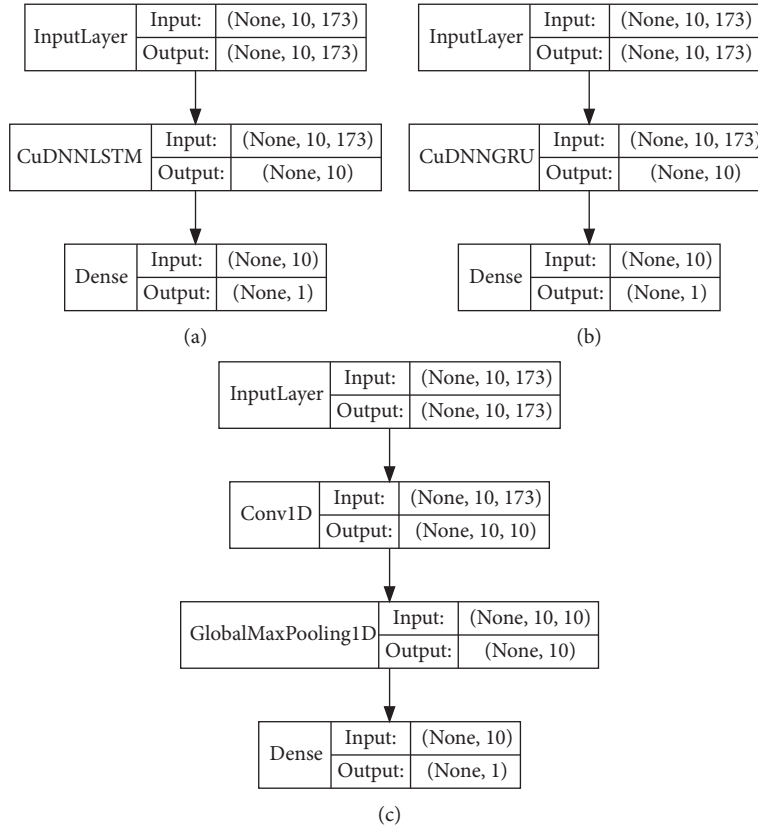 InputLayer
Input: (None, 10, 173)
Output: (None, 10, 173)
CuDNNLSTM
Input: (None, 10, 173)
Output: (None, 10)
Dense
Input: (None, 10)
Output: (None, 1)
(a)
InputLayer
Input: (None, 10, 173)
Output: (None, 10, 173)
CuDNNGRU
Input: (None, 10, 173)
Output: (None, 10)
Dense
Input: (None, 10)
Output: (None, 1)
(b)
InputLayer
Input: (None, 10, 173)
Output: (None, 10, 173)
Conv1D
Input: (None, 10, 173)
Output: (None, 10, 10)
GlobalMaxPooling1D
Input: (None, 10, 10)
Output: (None, 10)
Dense
Input: (None, 10)
Output: (None, 1)
(c)